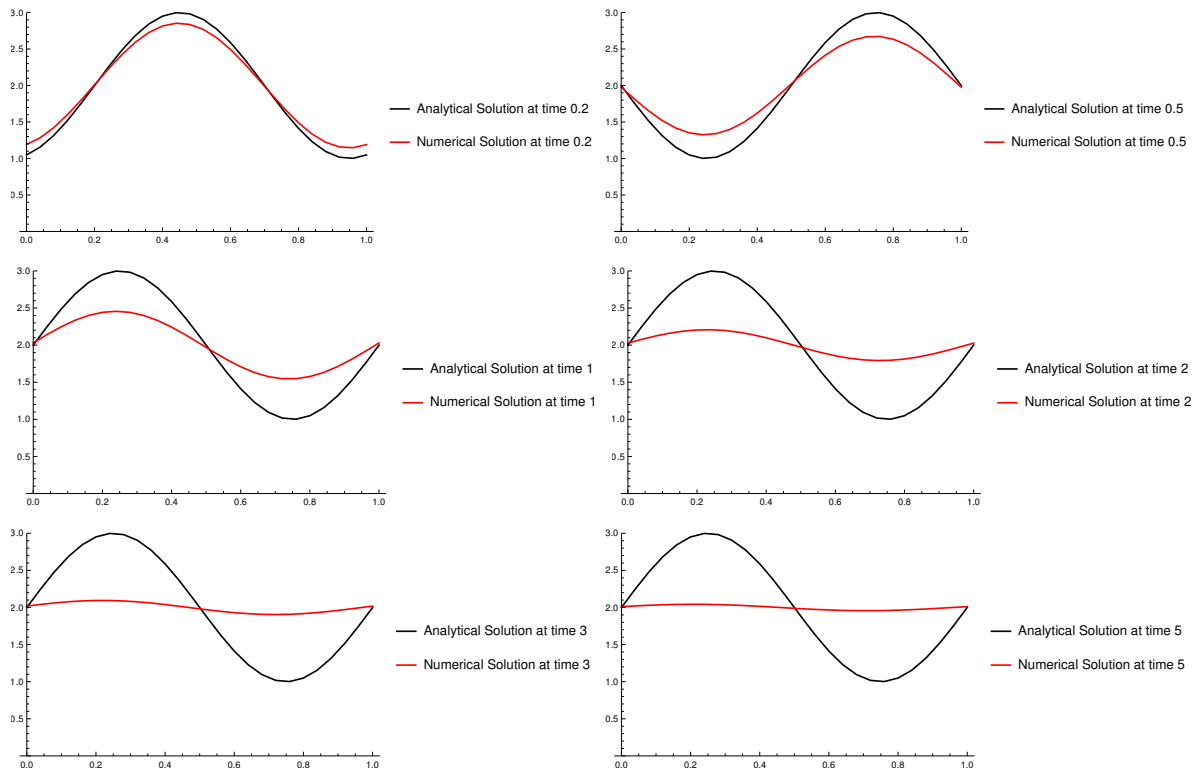 3.0
2.5
2.0
1.5
1.0
0.5
0.0 0.2 0.4 0.6 0.8 1.0
Analytical Solution at time 0.2
Numerical Solution at time 0.2
3.0
2.5
2.0
1.5
1.0
0.5
0.0 0.2 0.4 0.6 0.8 1.0
Analytical Solution at time 0.5
Numerical Solution at time 0.5
3.0
2.5
2.0
1.5
1.0
0.5
0.0 0.2 0.4 0.6 0.8 1.0
Analytical Solution at time 1
Numerical Solution at time 1
3.0
2.5
2.0
1.5
1.0
0.5
0.0 0.2 0.4 0.6 0.8 1.0
Analytical Solution at time 2
Numerical Solution at time 2
3.0
2.5
2.0
1.5
1.0
0.5
0.0 0.2 0.4 0.6 0.8 1.0
Analytical Solution at time 3
Numerical Solution at time 3
3.0
2.5
2.0
1.5
1.0
0.5
0.0 0.2 0.4 0.6 0.8 1.0
Analytical Solution at time 5
Numerical Solution at time 5